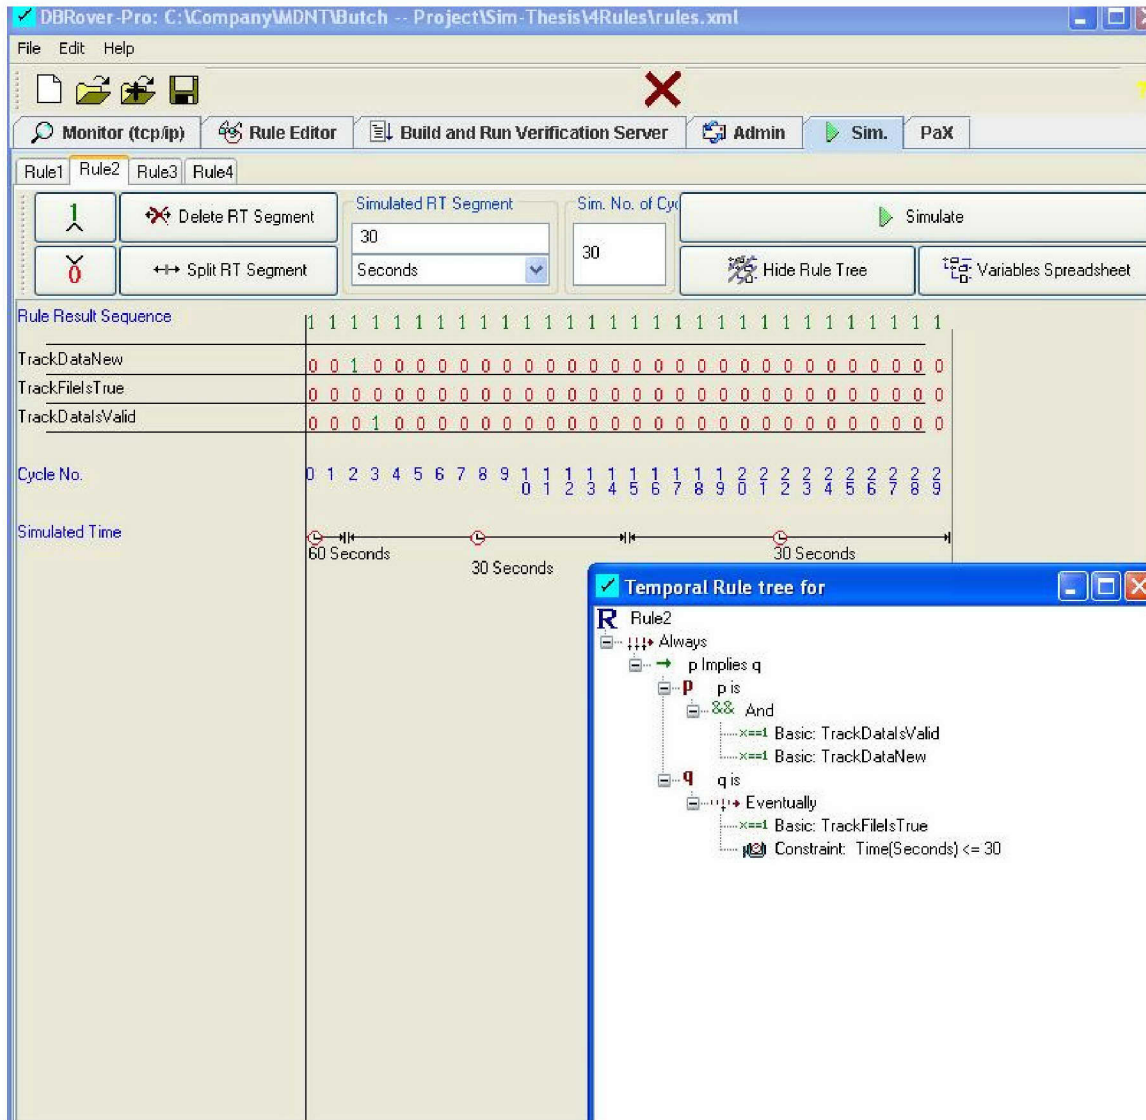 DBRover-Pro: C:\Company\MDNT\Butch -- Project\Sim-Thesis\4Rules\rules.xml
File Edit Help
Monitor (tcp/ip) Rule Editor Build and Run Verification Server Admin Sim. PaX
Rule1 Rule2 Rule3 Rule4
1 Delete RT Segment Simulated RT Segment Sim. No. of Cyc Simulate
30
30
0 Split RT Segment Seconds Hide Rule Tree Variables Spreadsheet
Rule Result Sequence 1 1 1 1 1 1 1 1 1 1 1 1 1 1 1 1 1 1 1 1 1 1 1 1 1 1 1 1 1 1
TrackDataNew 0 0 1 0 0 0 0 0 0 0 0 0 0 0 0 0 0 0 0 0 0 0 0 0 0 0 0 0 0 0
TrackFileIsTrue 0 0 0 0 0 0 0 0 0 0 0 0 0 0 0 0 0 0 0 0 0 0 0 0 0 0 0 0 0 0
TrackDataIsValid 0 0 0 1 0 0 0 0 0 0 0 0 0 0 0 0 0 0 0 0 0 0 0 0 0 0 0 0 0 0
Cycle No. 0 1 2 3 4 5 6 7 8 9 10 11 12 13 14 15 16 17 18 19 20 21 22 23 24 25 26 27 28 29
Simulated Time
60 Seconds 30 Seconds 30 Seconds
Temporal Rule tree for
R Rule2
Always
p Implies q
p p is
&& And
x==1 Basic: TrackDataIsValid
x==1 Basic: TrackDataNew
q q is
Eventually
x==1 Basic: TrackFileIsTrue
Constraint: Time(Seconds) <= 30